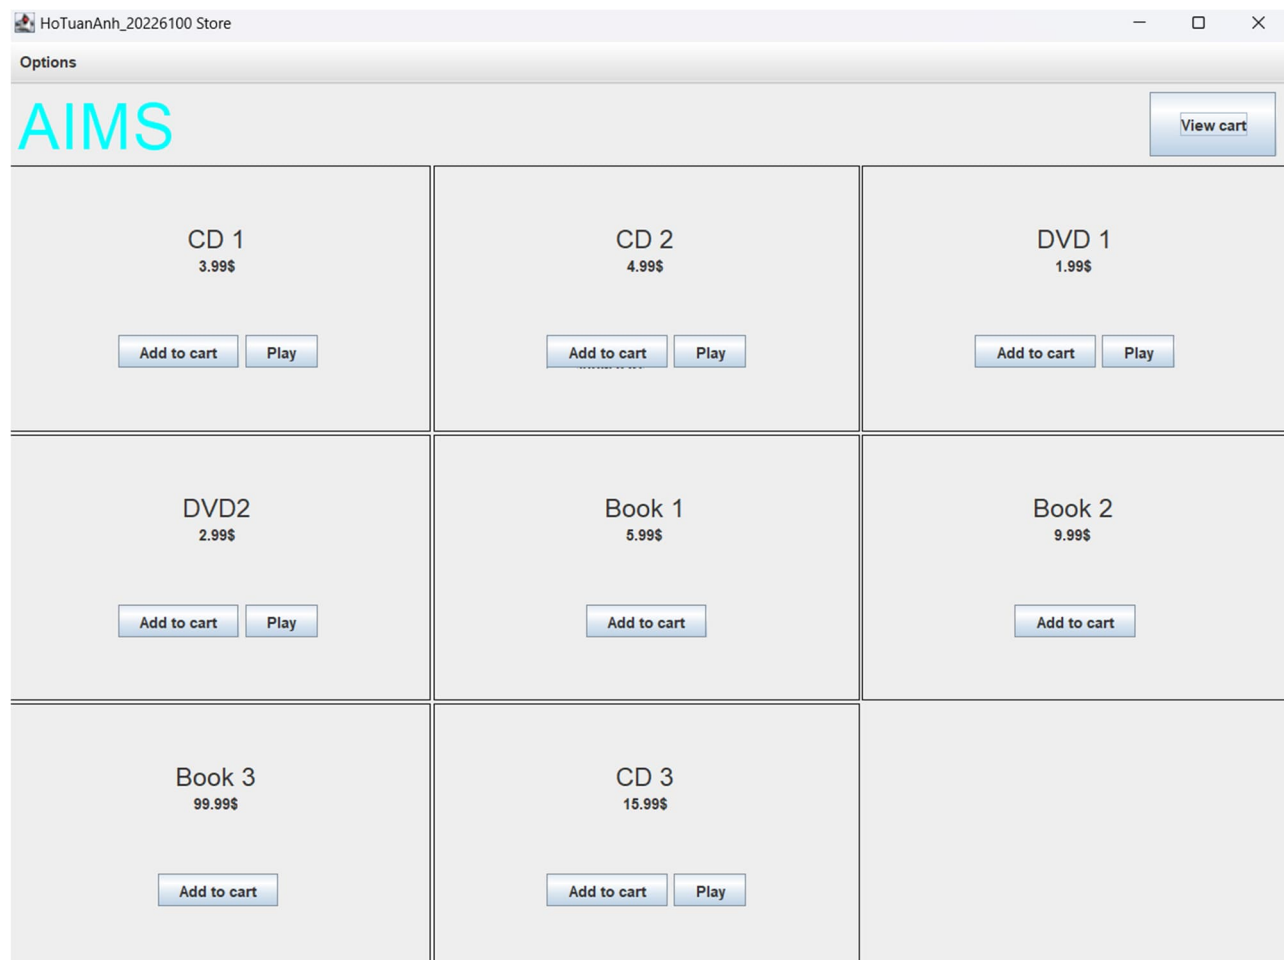 HoTuanAnh_20226100 Store
Options
AIMS
View cart
CD 1
3.99$
Add to cart Play
CD 2
4.99$
Add to cart Play
DVD 1
1.99$
Add to cart Play
DVD2
2.99$
Add to cart Play
Book 1
5.99$
Add to cart
Book 2
9.99$
Add to cart
Book 3
99.99$
Add to cart
CD 3
15.99$
Add to cart Play